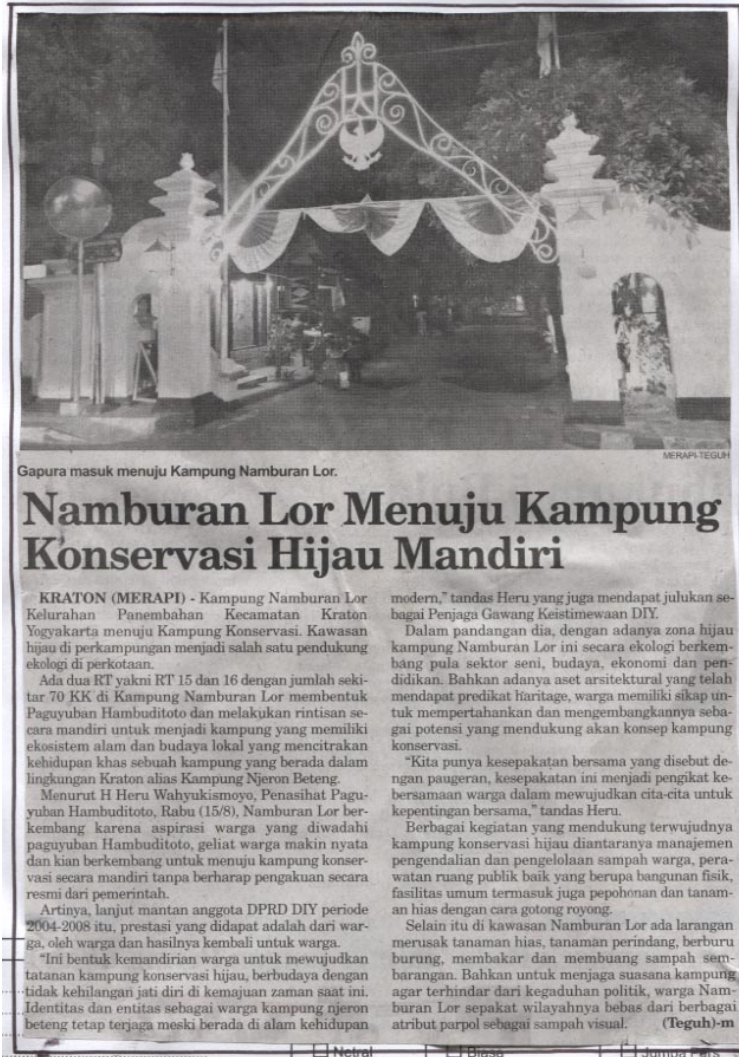 MERAPI-TEGUH
Gapura masuk menuju Kampung Namburan Lor.
Namburan Lor Menuju Kampung
Konservasi Hijau Mandiri
KRATON (MERAPI) - Kampung Namburan Lor
Kelurahan Panembahan Kecamatan Kraton
Yogyakarta menuju Kampung Konservasi. Kawasan
hijau di perkampungan menjadi salah satu pendukung
ekologi di perkotaan.
Ada dua RT yakni RT 15 dan 16 dengan jumlah seki-
tar 70 KK di Kampung Namburan Lor membentuk
Paguyuban Hambuditoto dan melakukan rintisan se-
cara mandiri untuk menjadi kampung yang memiliki
ekosistem alam dan budaya lokal yang mencitrakan
kehidupan khas sebuah kampung yang berada dalam
lingkungan Kraton alias Kampung Njeron Beteng.
Menurut H Heru Wahyukismoyo, Penasihat Pagu-
yuban Hambuditoto, Rabu (15/8), Namburan Lor ber-
kembang karena aspirasi warga yang diwadahi
paguyuban Hambuditoto, geliat warga makin nyata
dan kian berkembang untuk menuju kampung konser-
vasi secara mandiri tanpa berharap pengakuan secara
resmi dari pemerintah.
Artinya, lanjut mantan anggota DPRD DIY periode
2004-2008 itu, prestasi yang didapat adalah dari war-
ga, oleh warga dan hasilnya kembali untuk warga.
"Ini bentuk kemandirian warga untuk mewujudkan
tatanan kampung konservasi hijau, berbudaya dengan
tidak kehilangan jati diri di kemajuan zaman saat ini.
Identitas dan entitas sebagai warga kampung njeron
beteng tetap terjaga meski berada di alam kehidupan
modern," tandas Heru yang juga mendapat julukan se-
bagai Penjaga Gawang Keistimewaan DIY.
Dalam pandangan dia, dengan adanya zona hijau
kampung Namburan Lor ini secara ekologi berkem-
bang pula sektor seni, budaya, ekonomi dan pen-
didikan. Bahkan adanya aset arsitektural yang telah
mendapat predikat Haritage, warga memiliki sikap un-
tuk mempertahankan dan mengembangkannya seba-
gai potensi yang mendukung akan konsep kampung
konservasi.
"Kita punya kesepakatan bersama yang disebut de-
ngan paugeran, kesepakatan ini menjadi pengikat ke-
bersamaan warga dalam mewujudkan cita-cita untuk
kepentingan bersama," tandas Heru.
Berbagai kegiatan yang mendukung terwujudnya
kampung konservasi hijau diantaranya manajemen
pengendalian dan pengelolaan sampah warga, pera-
watan ruang publik baik yang berupa bangunan fisik,
fasilitas umum termasuk juga pepohonan dan tanam-
an hias dengan cara gotong royong.
Selain itu di kawasan Namburan Lor ada larangan
merusak tanaman hias, tanaman perindang, berburu
burung, membakar dan membuang sampah sem-
barangan. Bahkan untuk menjaga suasana kampung
agar terhindar dari kegaduhan politik, warga Nam-
buran Lor sepakat wilayahnya bebas dari berbagai
atribut parpol sebagai sampah visual. (Teguh)-m
Netral Biasa Jumpa Pers